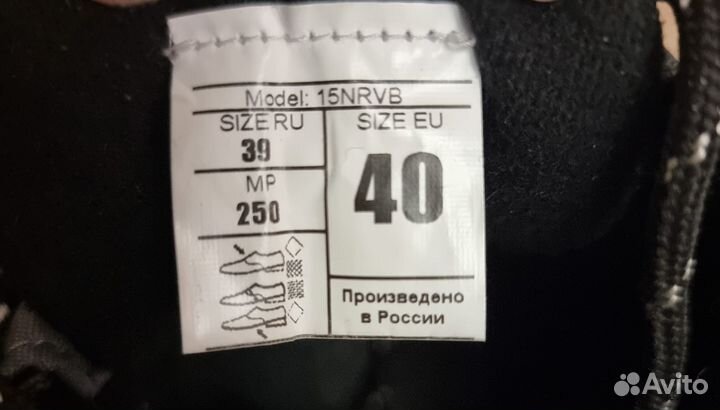 Model: 15NRVB
SIZE RU
39
MP
250
SIZE EU
40
Произведено
в России
Avito